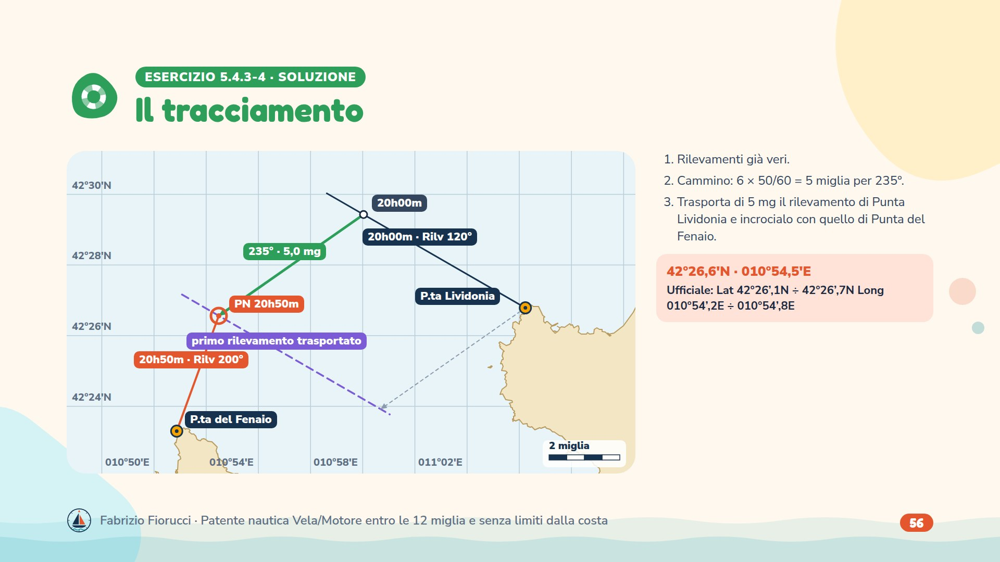 ESERCIZIO 5.4.3-4 · SOLUZIONE
Il tracciamento
42°30'N
42°28'N
42°26'N
42°24'N
010°50'E
010°54'E
010°58'E
011°02'E
20h00m
20h00m · Rilv 120°
235° · 5,0 mg
P.ta Lividonia
PN 20h50m
primo rilevamento trasportato
20h50m · Rilv 200°
P.ta del Fenaio
2 miglia
1. Rilevamenti già veri.
2. Cammino: 6 × 50/60 = 5 miglia per 235°.
3. Trasporta di 5 mg il rilevamento di Punta
Lividonia e incrocialo con quello di Punta del
Fenaio.
42°26,6'N · 010°54,5'E
Ufficiale: Lat 42°26',1N ÷ 42°26',7N Long
010°54',2E ÷ 010°54',8E
Fabrizio Fiorucci · Patente nautica Vela/Motore entro le 12 miglia e senza limiti dalla costa
56